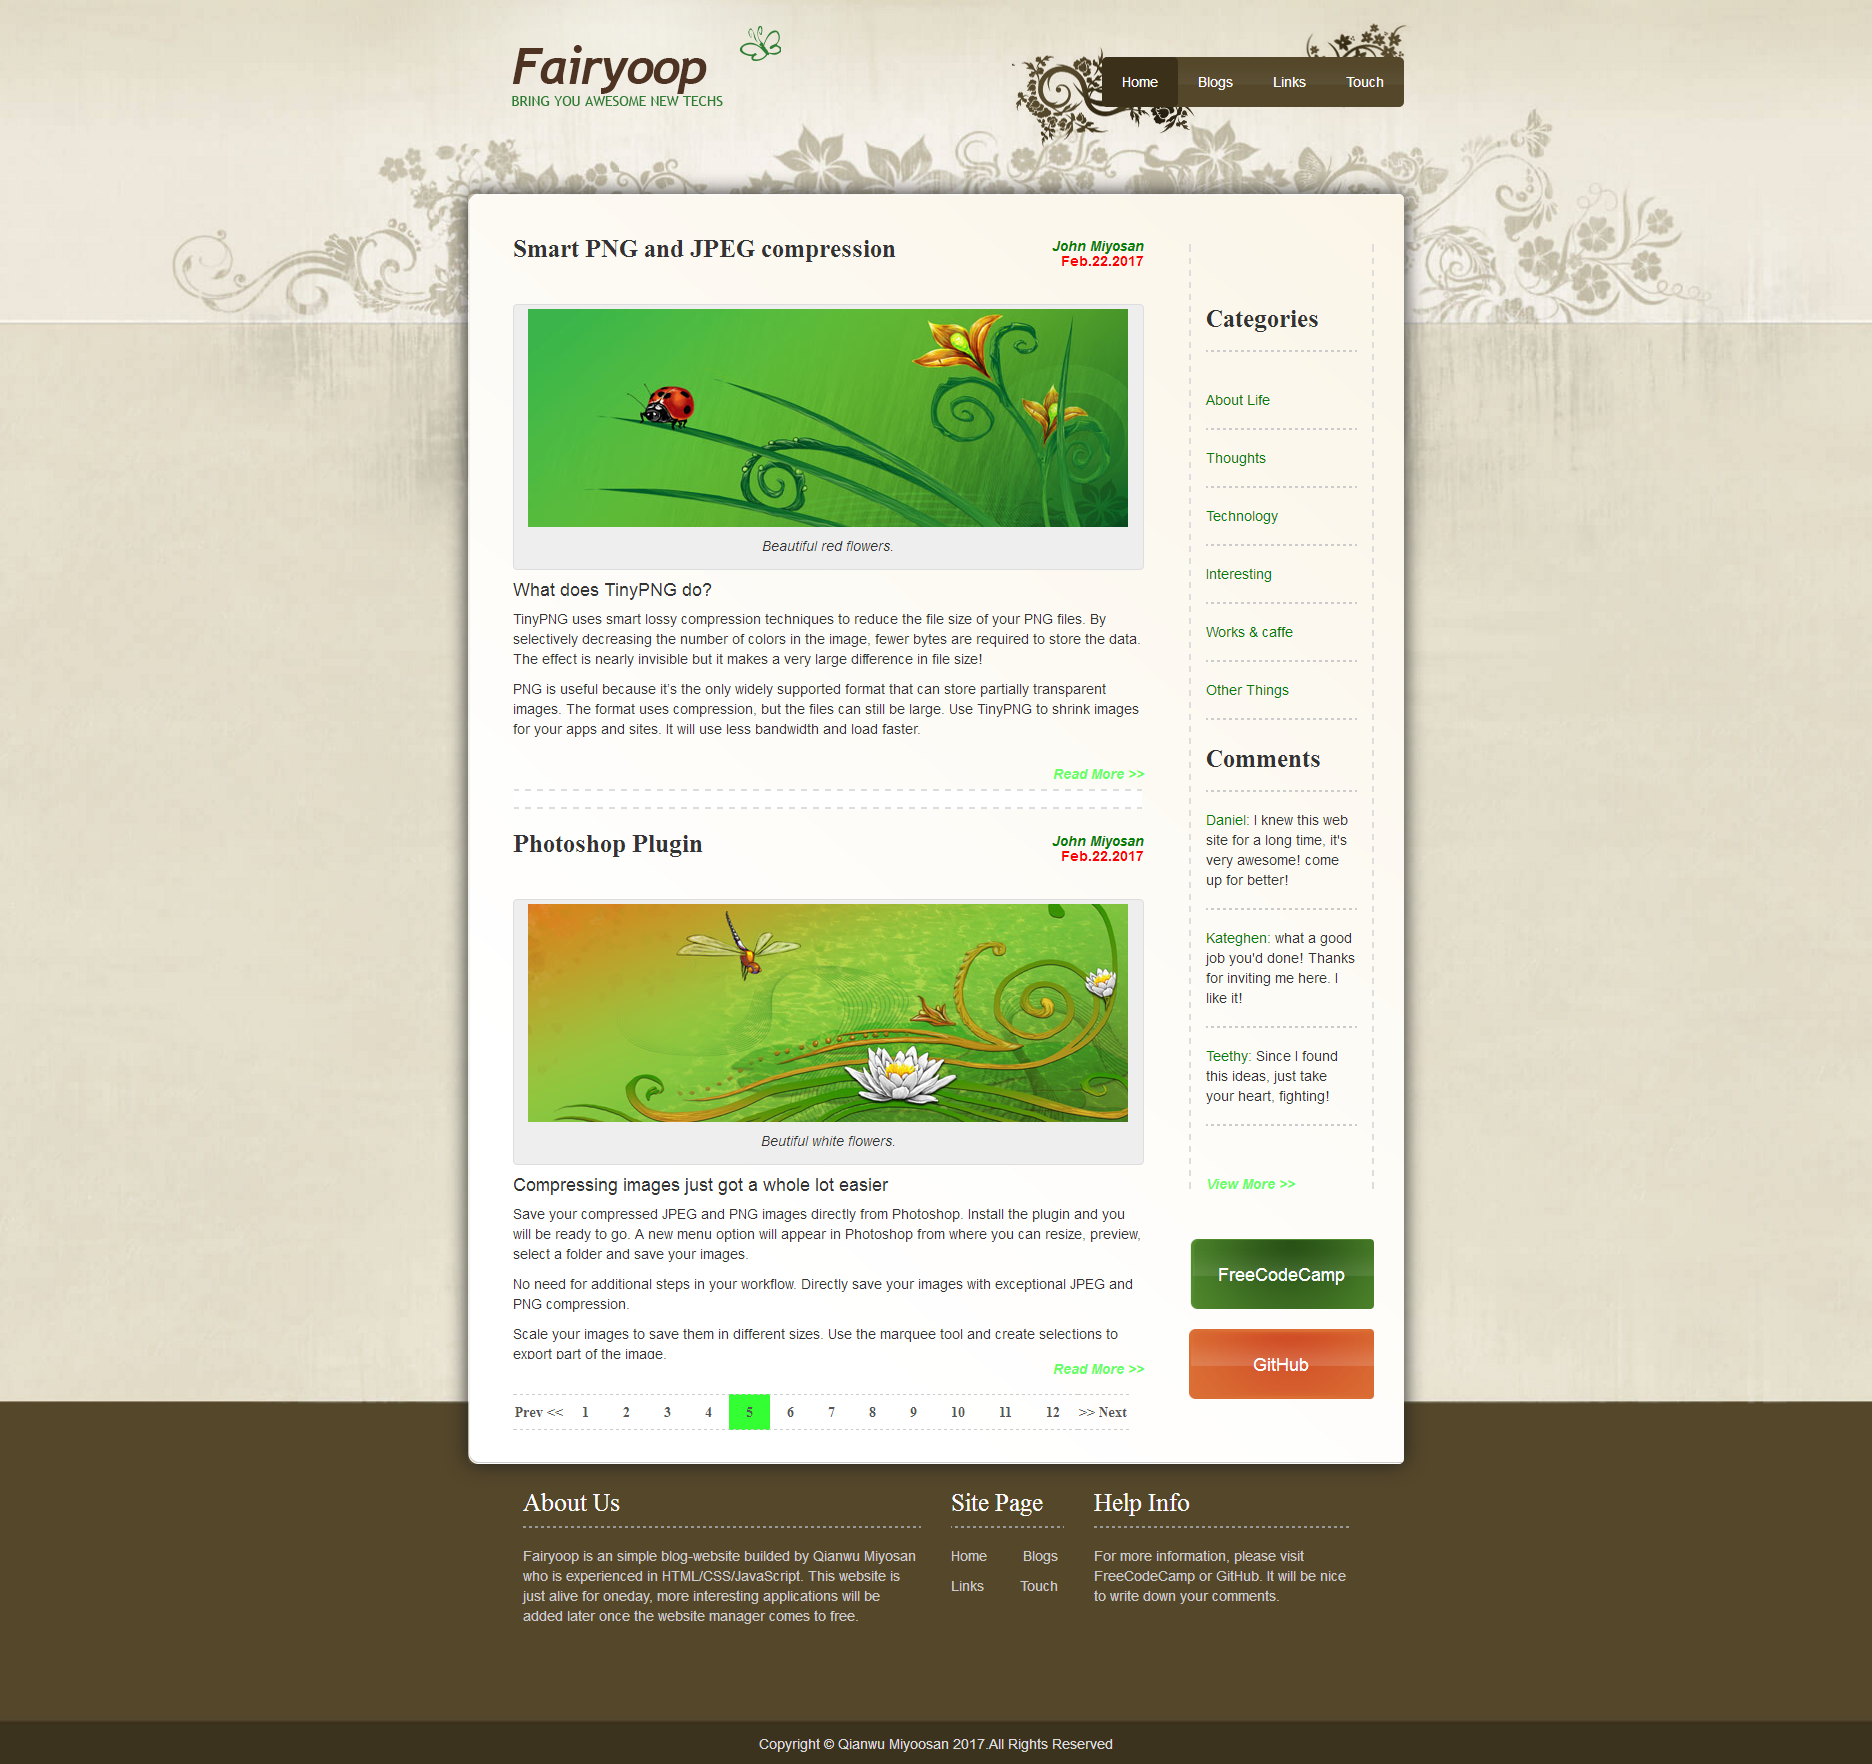 Fairyoop
BRING YOU AWESOME NEW TECHS
Home Blogs Links Touch
Smart PNG and JPEG compression
John Miyosan
Feb.22.2017
Beautiful red flowers.
What does TinyPNG do?
TinyPNG uses smart lossy compression techniques to reduce the file size of your PNG files. By
selectively decreasing the number of colors in the image, fewer bytes are required to store the data.
The effect is nearly invisible but it makes a very large difference in file size!
PNG is useful because it's the only widely supported format that can store partially transparent
images. The format uses compression, but the files can still be large. Use TinyPNG to shrink images
for your apps and sites. It will use less bandwidth and load faster.
Read More >>
Photoshop Plugin
John Miyosan
Feb.22.2017
Beutiful white flowers.
Compressing images just got a whole lot easier
Save your compressed JPEG and PNG images directly from Photoshop. Install the plugin and you
will be ready to go. A new menu option will appear in Photoshop from where you can resize, preview,
select a folder and save your images.
No need for additional steps in your workflow. Directly save your images with exceptional JPEG and
PNG compression.
Scale your images to save them in different sizes. Use the marquee tool and create selections to
export part of the image.
Read More >>
Prev << 1 2 3 4 5 6 7 8 9 10 11 12 >> Next
Categories
About Life
Thoughts
Technology
Interesting
Works & caffe
Other Things
Comments
Daniel: I knew this web
site for a long time, it's
very awesome! come
up for better!
Kateghen: what a good
job you'd done! Thanks
for inviting me here. I
like it!
Teethy: Since I found
this ideas, just take
your heart, fighting!
View More >>
FreeCodeCamp
GitHub
About Us
Fairyoop is an simple blog-website builded by Qianwu Miyosan
who is experienced in HTML/CSS/JavaScript. This website is
just alive for oneday, more interesting applications will be
added later once the website manager comes to free.
Site Page
Home Blogs
Links Touch
Help Info
For more information, please visit
FreeCodeCamp or GitHub. It will be nice
to write down your comments.
Copyright © Qianwu Miyoosan 2017.All Rights Reserved